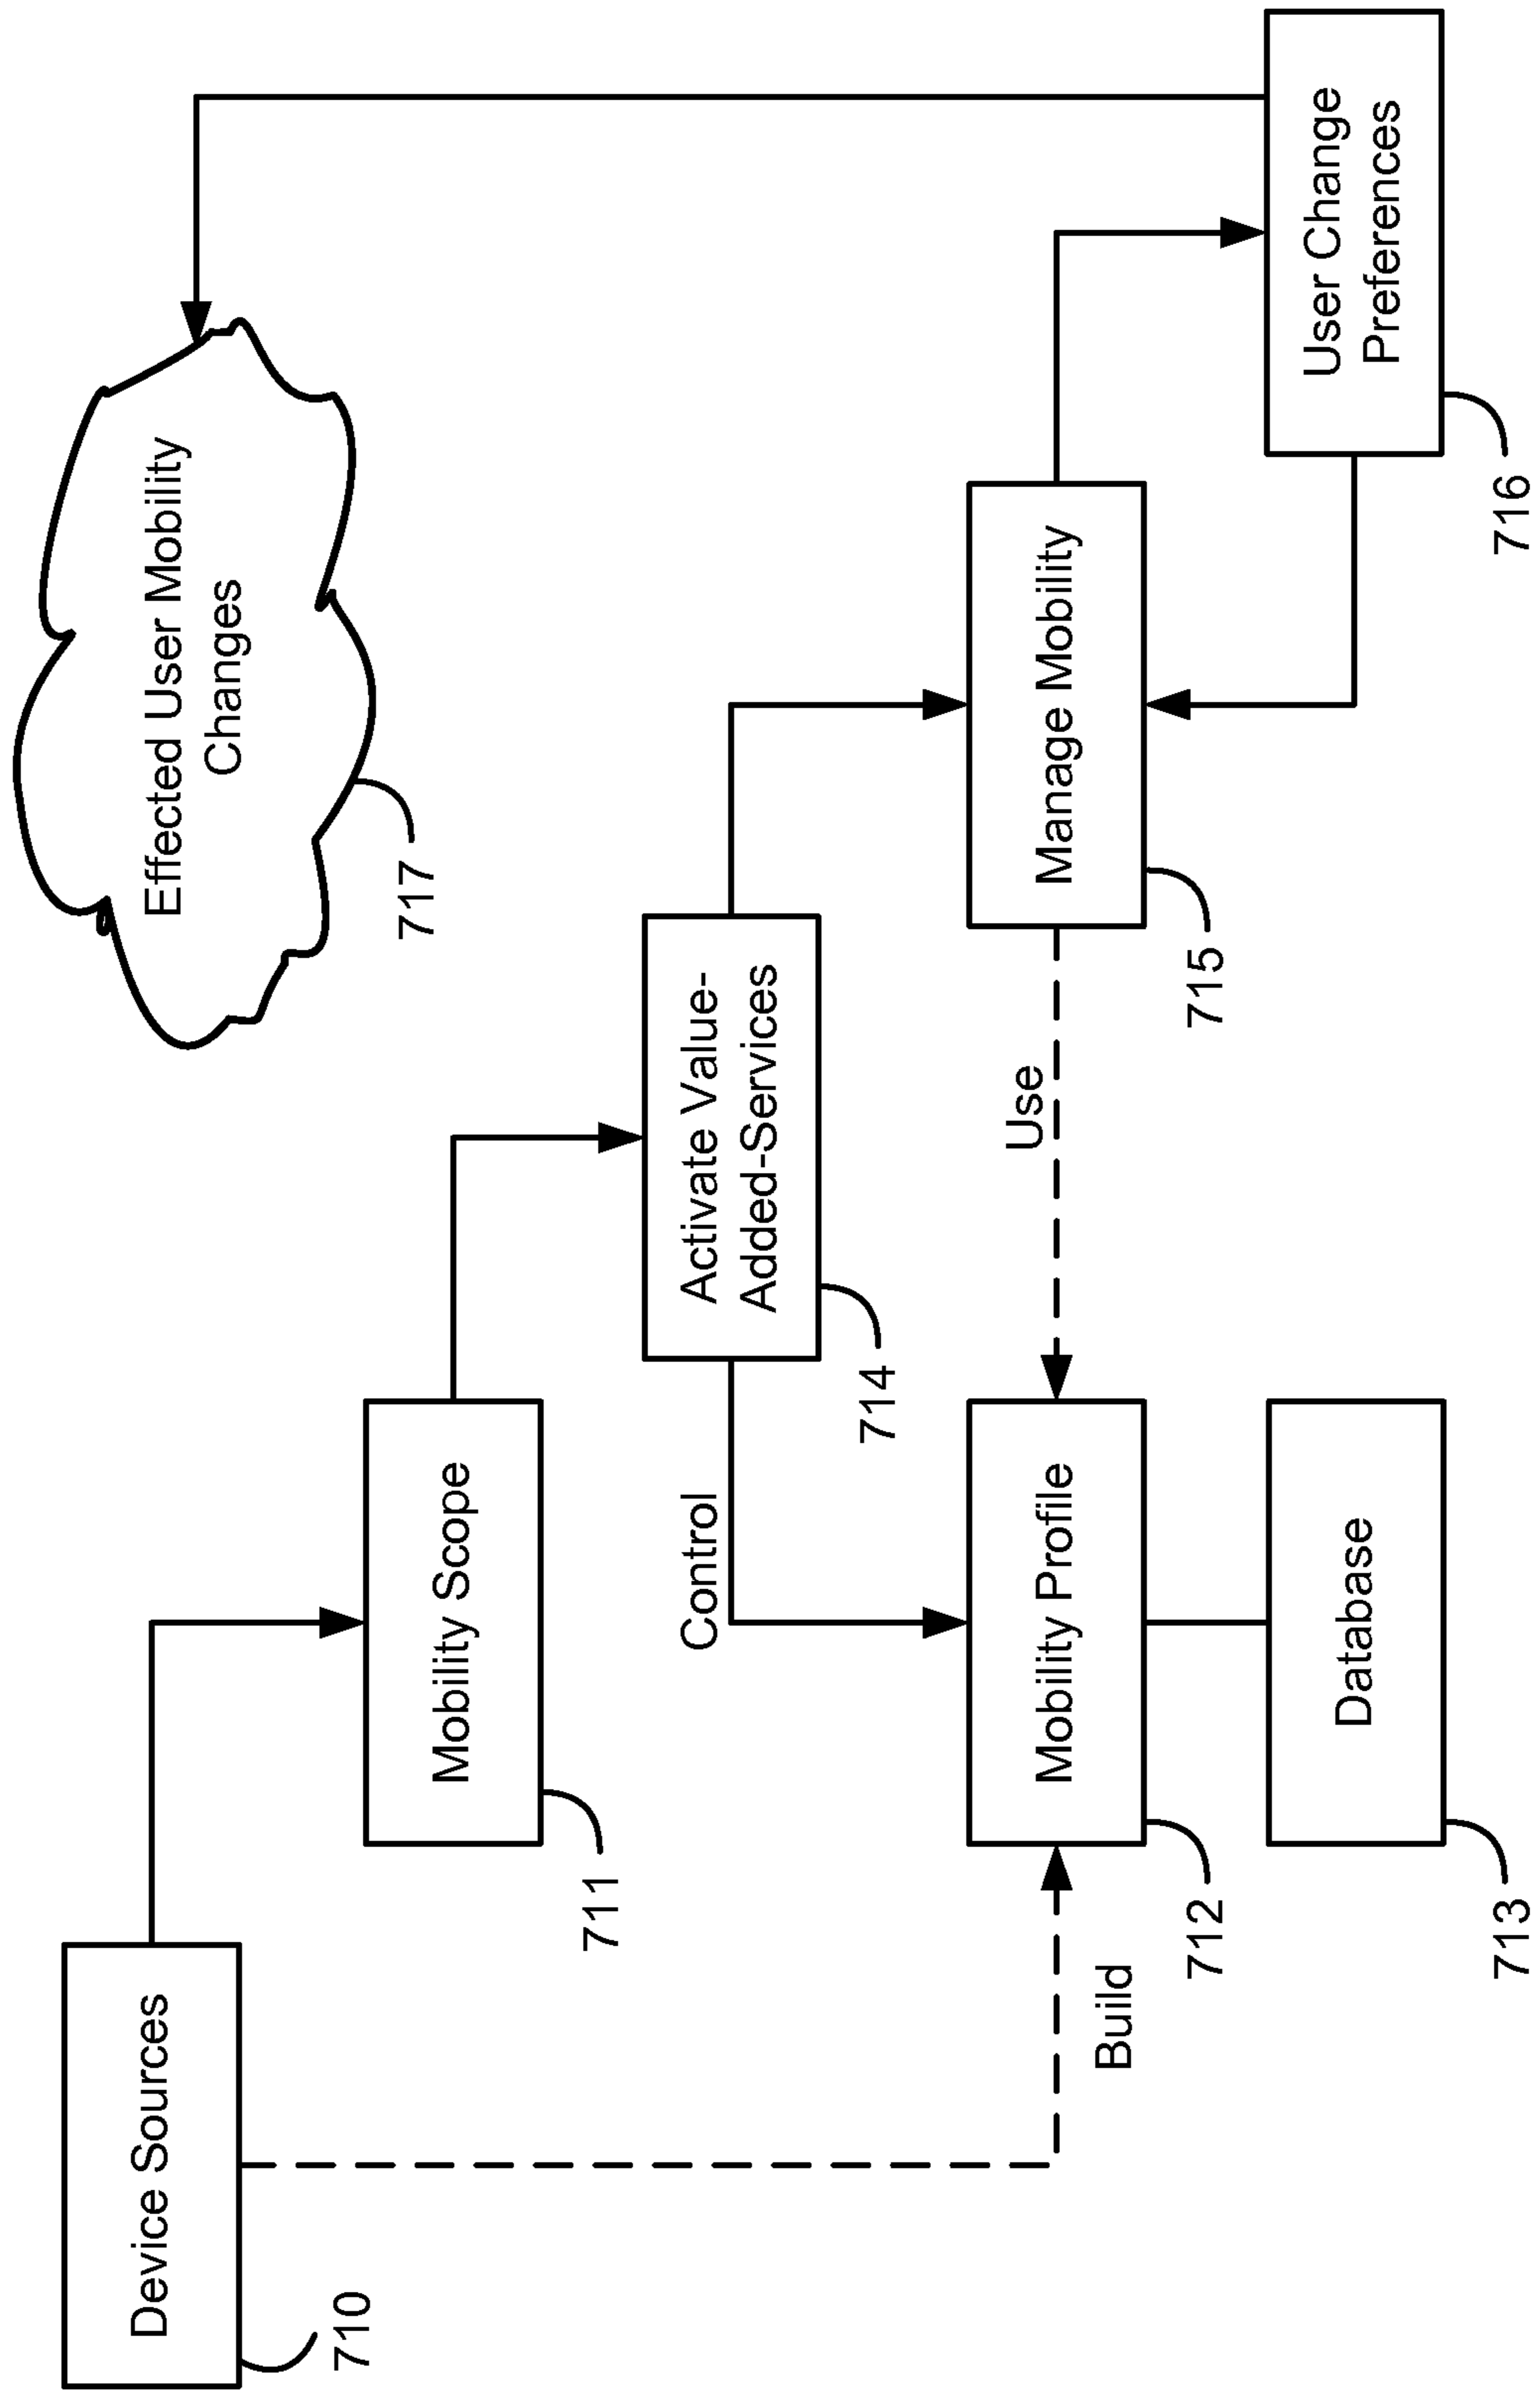 Device Sources
710
Mobility Scope
711
Effected User Mobility
Changes
717
Activate Value-
Added-Services
714
Control
Mobility Profile
712
Build
Use
Manage Mobility
715
Database
713
User Change
Preferences
716